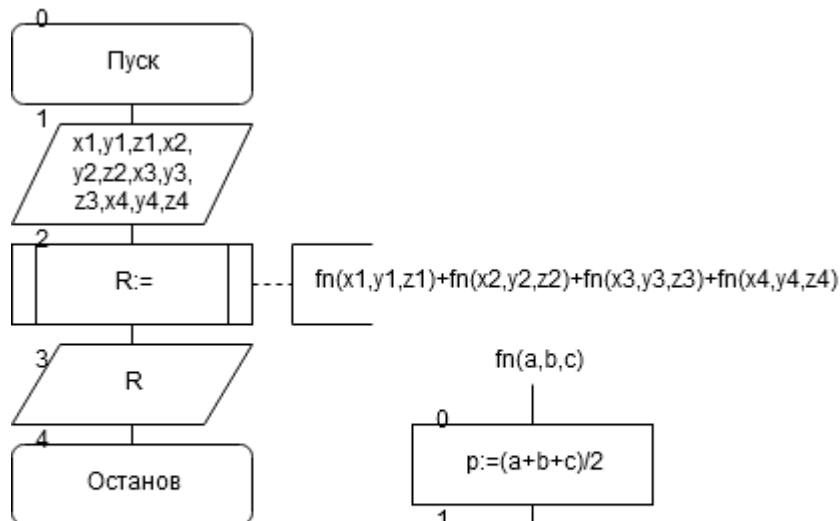 0
Пуск
1
x1,y1,z1,x2,
y2,z2,x3,y3,
z3,x4,y4,z4
2
R:=
fn(x1,y1,z1)+fn(x2,y2,z2)+fn(x3,y3,z3)+fn(x4,y4,z4)
3
R
4
Останов
fn(a,b,c)
0
p:=(a+b+c)/2
1